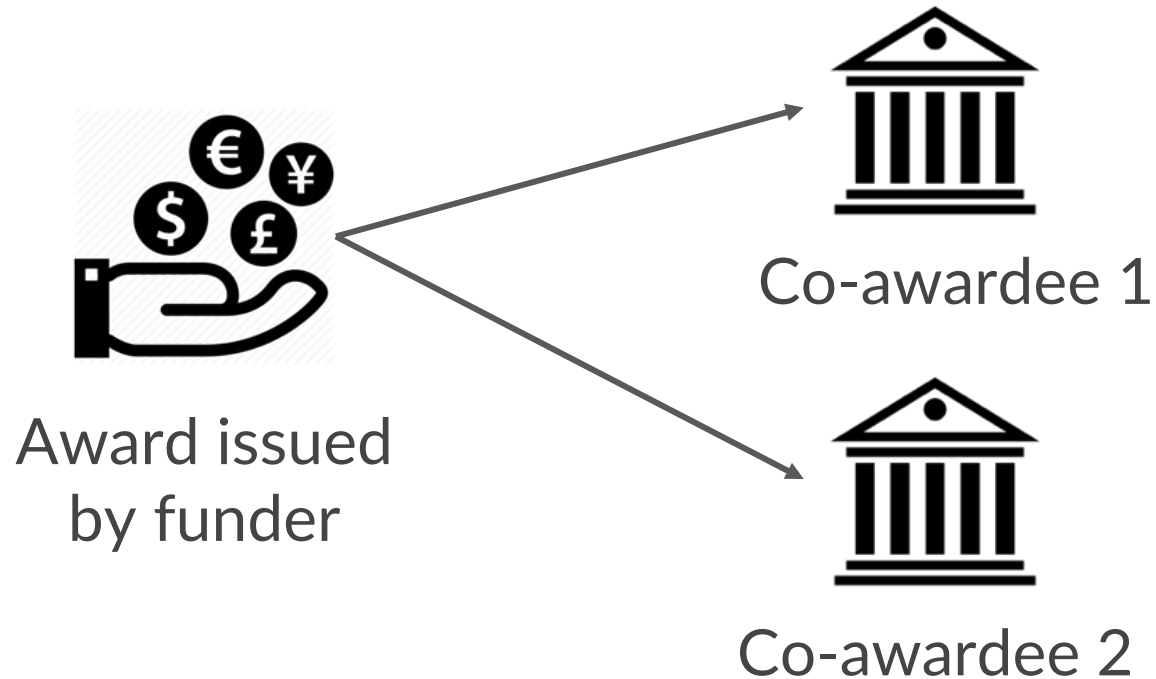 €
¥
$
£
Award issued
by funder
Co-awardee 1
Co-awardee 2